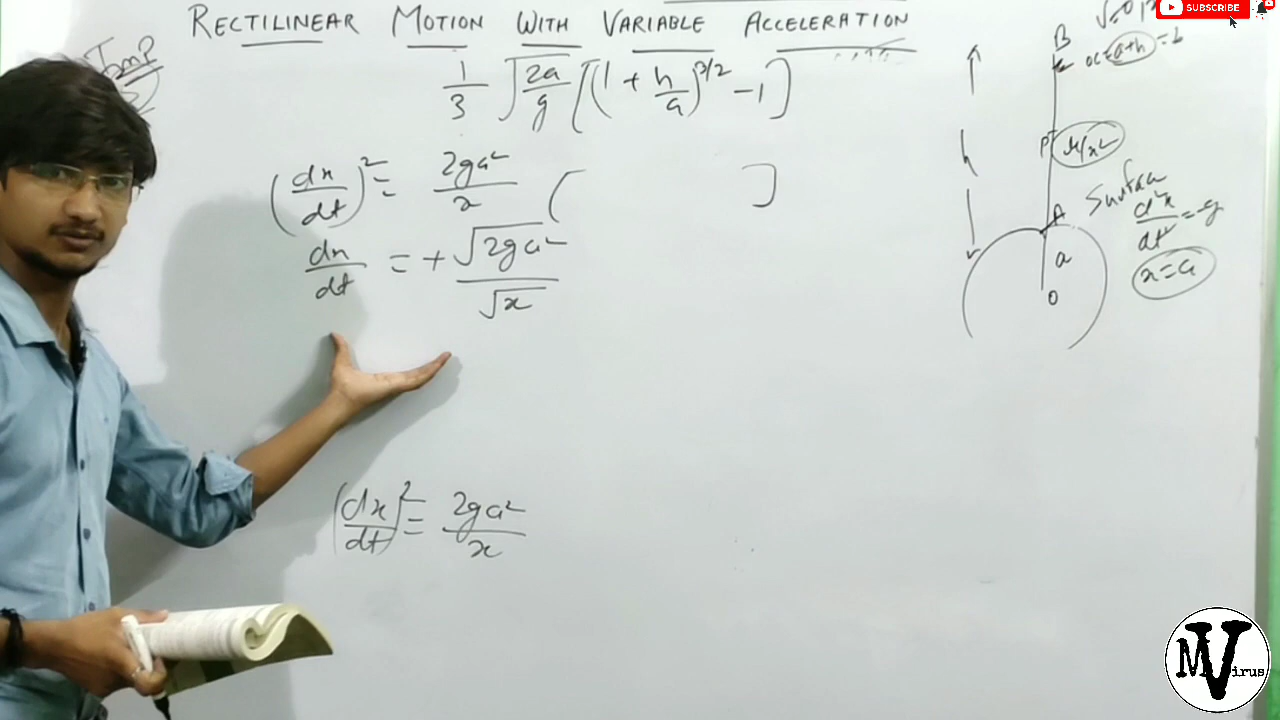 RECTILINEAR MOTION WITH VARIABLE ACCELERATION
SUBSCRIBE
Imp
1/3 √(2a/g) [(1 + h/a)^3/2 - 1]
(dx/dt)² = 2ga²/x [ ]
dx/dt = + √2ga²/√x
(dx/dt)² = 2ga²/x
B
x = a+h = b
P μ/x²
h
Surface
A
d²x/dt² = -g
a
x = a
O
M Virus